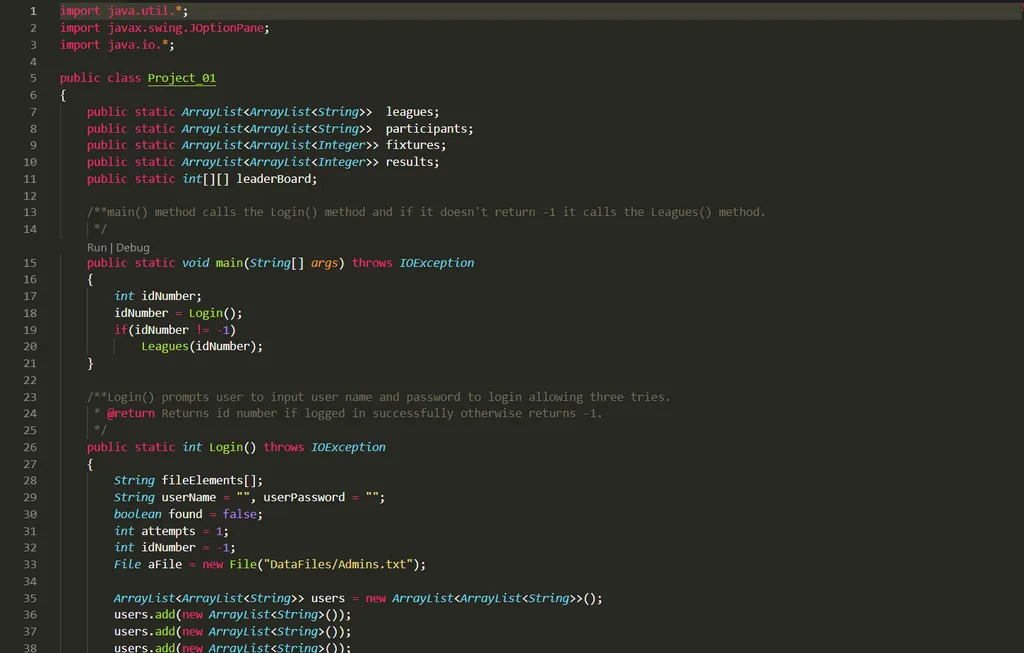 1 import java.util.*;
2 import javax.swing.JOptionPane;
3 import java.io.*;
4
5 public class Project_01
6 {
7 public static ArrayList<ArrayList<String>> leagues;
8 public static ArrayList<ArrayList<String>> participants;
9 public static ArrayList<ArrayList<Integer>> fixtures;
10 public static ArrayList<ArrayList<Integer>> results;
11 public static int[][] leaderBoard;
12
13 /**main() method calls the Login() method and if it doesn't return -1 it calls the Leagues() method.
14 */
Run | Debug
15 public static void main(String[] args) throws IOException
16 {
17 int idNumber;
18 idNumber = Login();
19 if(idNumber != -1)
20 Leagues(idNumber);
21 }
22
23 /**Login() prompts user to input user name and password to login allowing three tries.
24 * @return Returns id number if logged in successfully otherwise returns -1.
25 */
26 public static int Login() throws IOException
27 {
28 String fileElements[];
29 String userName = "", userPassword = "";
30 boolean found = false;
31 int attempts = 1;
32 int idNumber = -1;
33 File aFile = new File("DataFiles/Admins.txt");
34
35 ArrayList<ArrayList<String>> users = new ArrayList<ArrayList<String>>();
36 users.add(new ArrayList<String>());
37 users.add(new ArrayList<String>());
38 users.add(new ArrayList<String>());